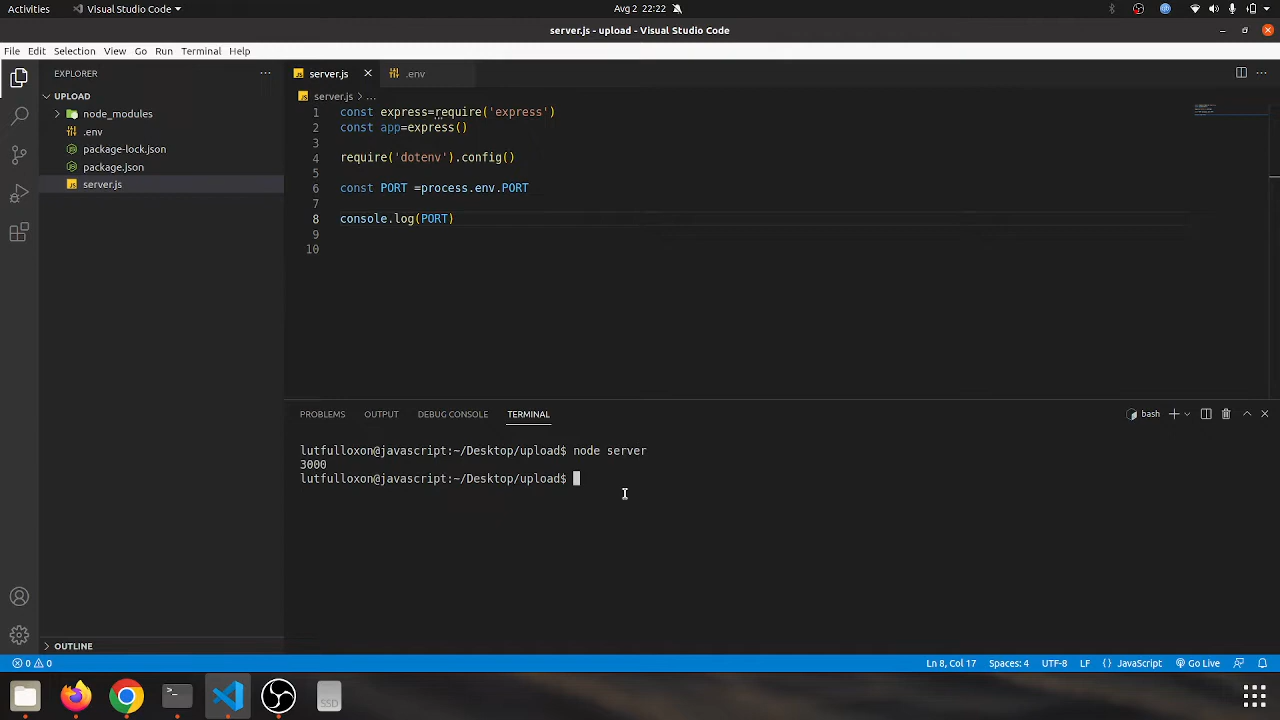 Activities
Visual Studio Code
Avg 2 22:22
server.js - upload - Visual Studio Code
File Edit Selection View Go Run Terminal Help
EXPLORER
UPLOAD
node_modules
.env
package-lock.json
package.json
server.js
OUTLINE
server.js
.env
server.js > ...
1 const express=require('express')
2 const app=express()
3
4 require('dotenv').config()
5
6 const PORT =process.env.PORT
7
8 console.log(PORT)
9
10
PROBLEMS OUTPUT DEBUG CONSOLE TERMINAL
bash
lutfulloxon@javascript:~/Desktop/upload$ node server
3000
lutfulloxon@javascript:~/Desktop/upload$
0 0
Ln 8, Col 17 Spaces: 4 UTF-8 LF {} JavaScript Go Live
SSD